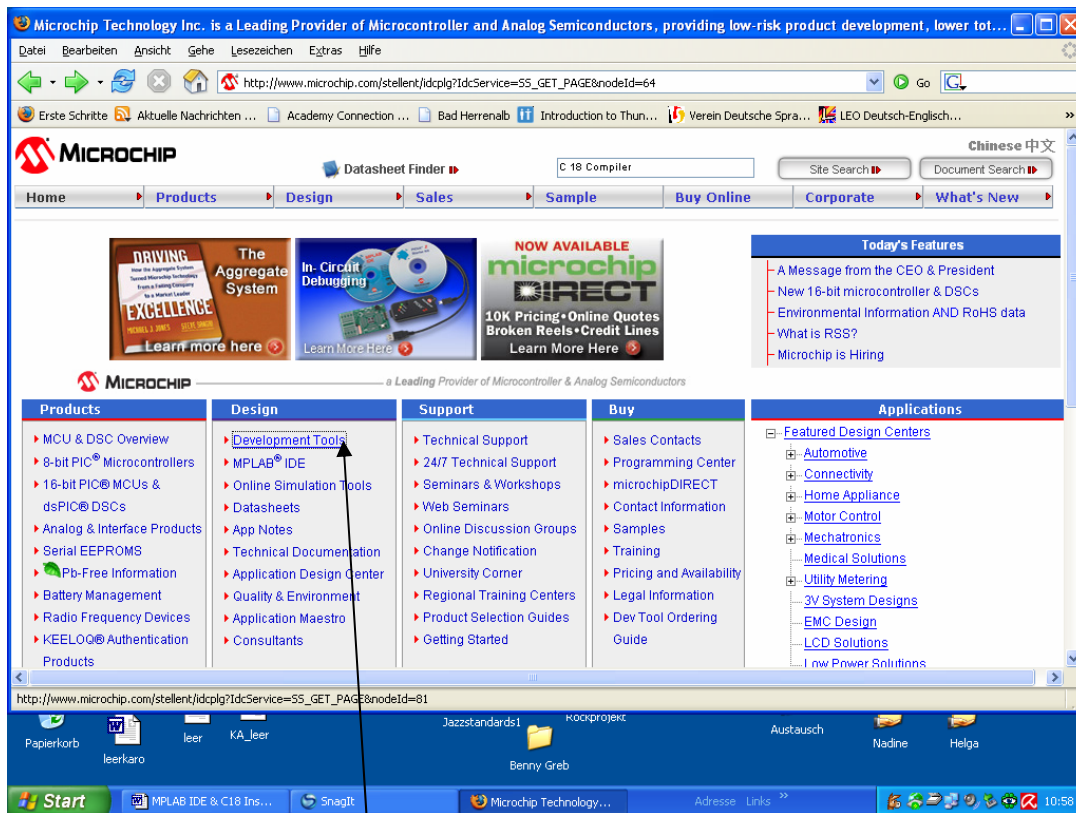 Microchip Technology Inc. is a Leading Provider of Microcontroller and Analog Semiconductors, providing low-risk product development, lower tot...
Datei Bearbeiten Ansicht Gehe Lesezeichen Extras Hilfe
http://www.microchip.com/stellent/idcplg?IdcService=SS_GET_PAGE&nodeId=64 Go
Erste Schritte Aktuelle Nachrichten ... Academy Connection ... Bad Herrenalb Introduction to Thun... Verein Deutsche Spra... LEO Deutsch-Englisch... »
MICROCHIP
Chinese 中文
Datasheet Finder
C 18 Compiler
Site Search
Document Search
Home Products Design Sales Sample Buy Online Corporate What's New
DRIVING
EXCELLENCE
The
Aggregate
System
Learn more here
In- Circuit
Debugging
Learn More Here
NOW AVAILABLE
microchip
DIRECT
10K Pricing•Online Quotes
Broken Reels•Credit Lines
Learn More Here
Today's Features
A Message from the CEO & President
New 16-bit microcontroller & DSCs
Environmental Information AND RoHS data
What is RSS?
Microchip is Hiring
MICROCHIP
a Leading Provider of Microcontroller & Analog Semiconductors
Products
MCU & DSC Overview
8-bit PIC® Microcontrollers
16-bit PIC® MCUs &
dsPIC® DSCs
Analog & Interface Products
Serial EEPROMS
Pb-Free Information
Battery Management
Radio Frequency Devices
KEELOQ® Authentication
Products
Design
Development Tools
MPLAB® IDE
Online Simulation Tools
Datasheets
App Notes
Technical Documentation
Application Design Center
Quality & Environment
Application Maestro
Consultants
Support
Technical Support
24/7 Technical Support
Seminars & Workshops
Web Seminars
Online Discussion Groups
Change Notification
University Corner
Regional Training Centers
Product Selection Guides
Getting Started
Buy
Sales Contacts
Programming Center
microchipDIRECT
Contact Information
Samples
Training
Pricing and Availability
Legal Information
Dev Tool Ordering
Guide
Applications
Featured Design Centers
Automotive
Connectivity
Home Appliance
Motor Control
Mechatronics
Medical Solutions
Utility Metering
3V System Designs
EMC Design
LCD Solutions
Low Power Solutions
http://www.microchip.com/stellent/idcplg?IdcService=SS_GET_PAGE&nodeId=81
Papierkorb
leerkaro
leer
KA_leer
Jazzstandards1
Rockprojekt
Benny Greb
Austausch
Nadine
Helga
Start
MPLAB IDE & C18 Ins...
SnagIt
Microchip Technology...
Adresse Links »
10:58